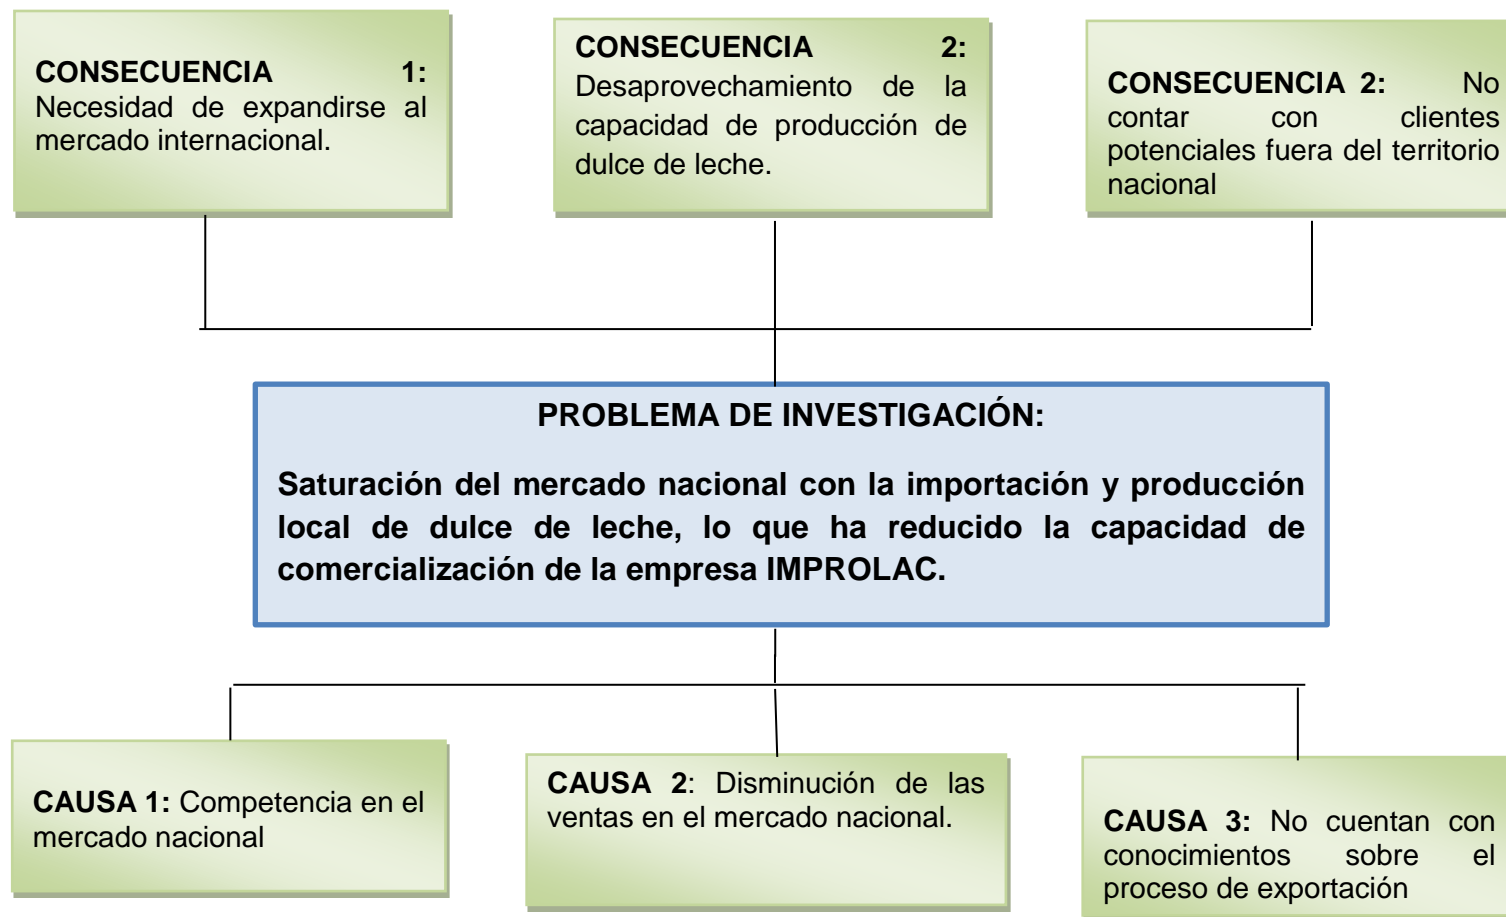 CONSECUENCIA 1:
Necesidad de expandirse al
mercado internacional.
CONSECUENCIA 2:
Desaprovechamiento de la
capacidad de producción de
dulce de leche.
CONSECUENCIA 2: No
contar con clientes
potenciales fuera del territorio
nacional
PROBLEMA DE INVESTIGACIÓN:
Saturación del mercado nacional con la importación y producción
local de dulce de leche, lo que ha reducido la capacidad de
comercialización de la empresa IMPROLAC.
CAUSA 1: Competencia en el
mercado nacional
CAUSA 2: Disminución de las
ventas en el mercado nacional.
CAUSA 3: No cuentan con
conocimientos sobre el
proceso de exportación